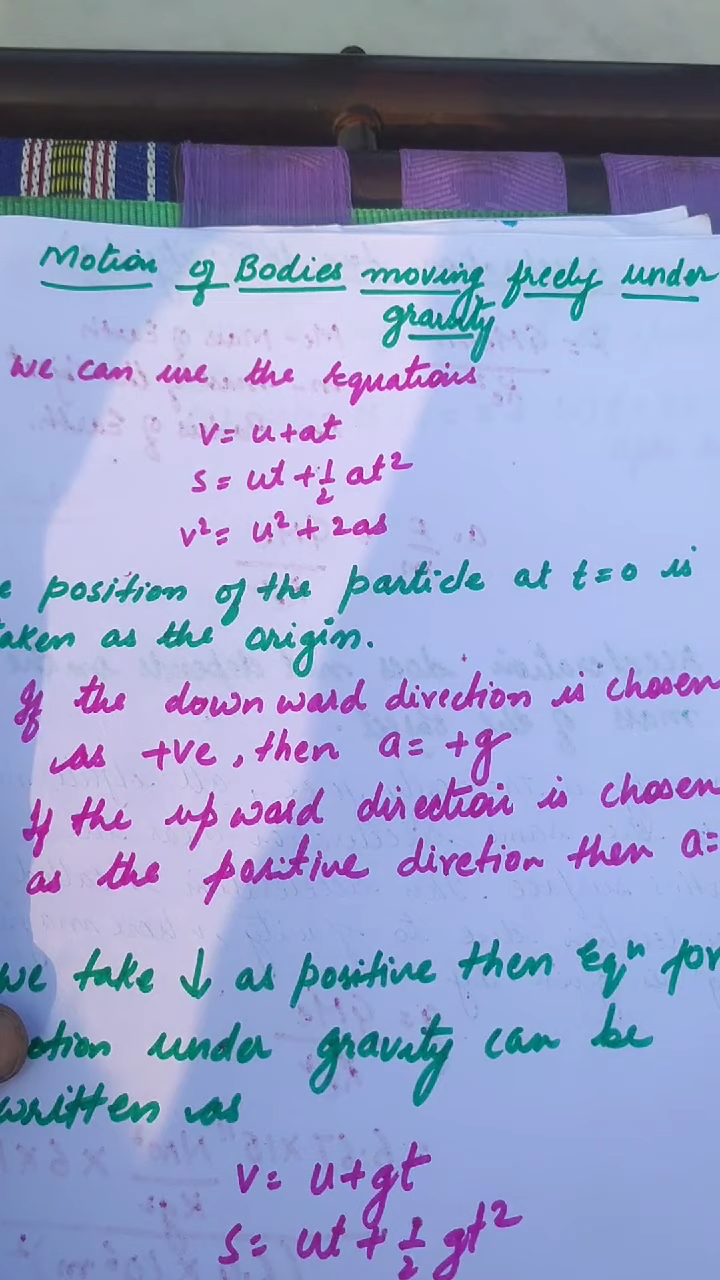 Motion of Bodies moving freely under
gravity
we can use the Equations
v = u + at
s = ut + 1/2 at²
v² = u² + 2as
e position of the particle at t = 0 is
aken as the origin.
If the downward direction is chosen
as +ve, then a = +g
If the upward direction is chosen
as the positive diretion then a =
we take ↓ as positive then Eqⁿ for
otion under gravity can be
written as
v = u + gt
s = ut + 1/2 gt²